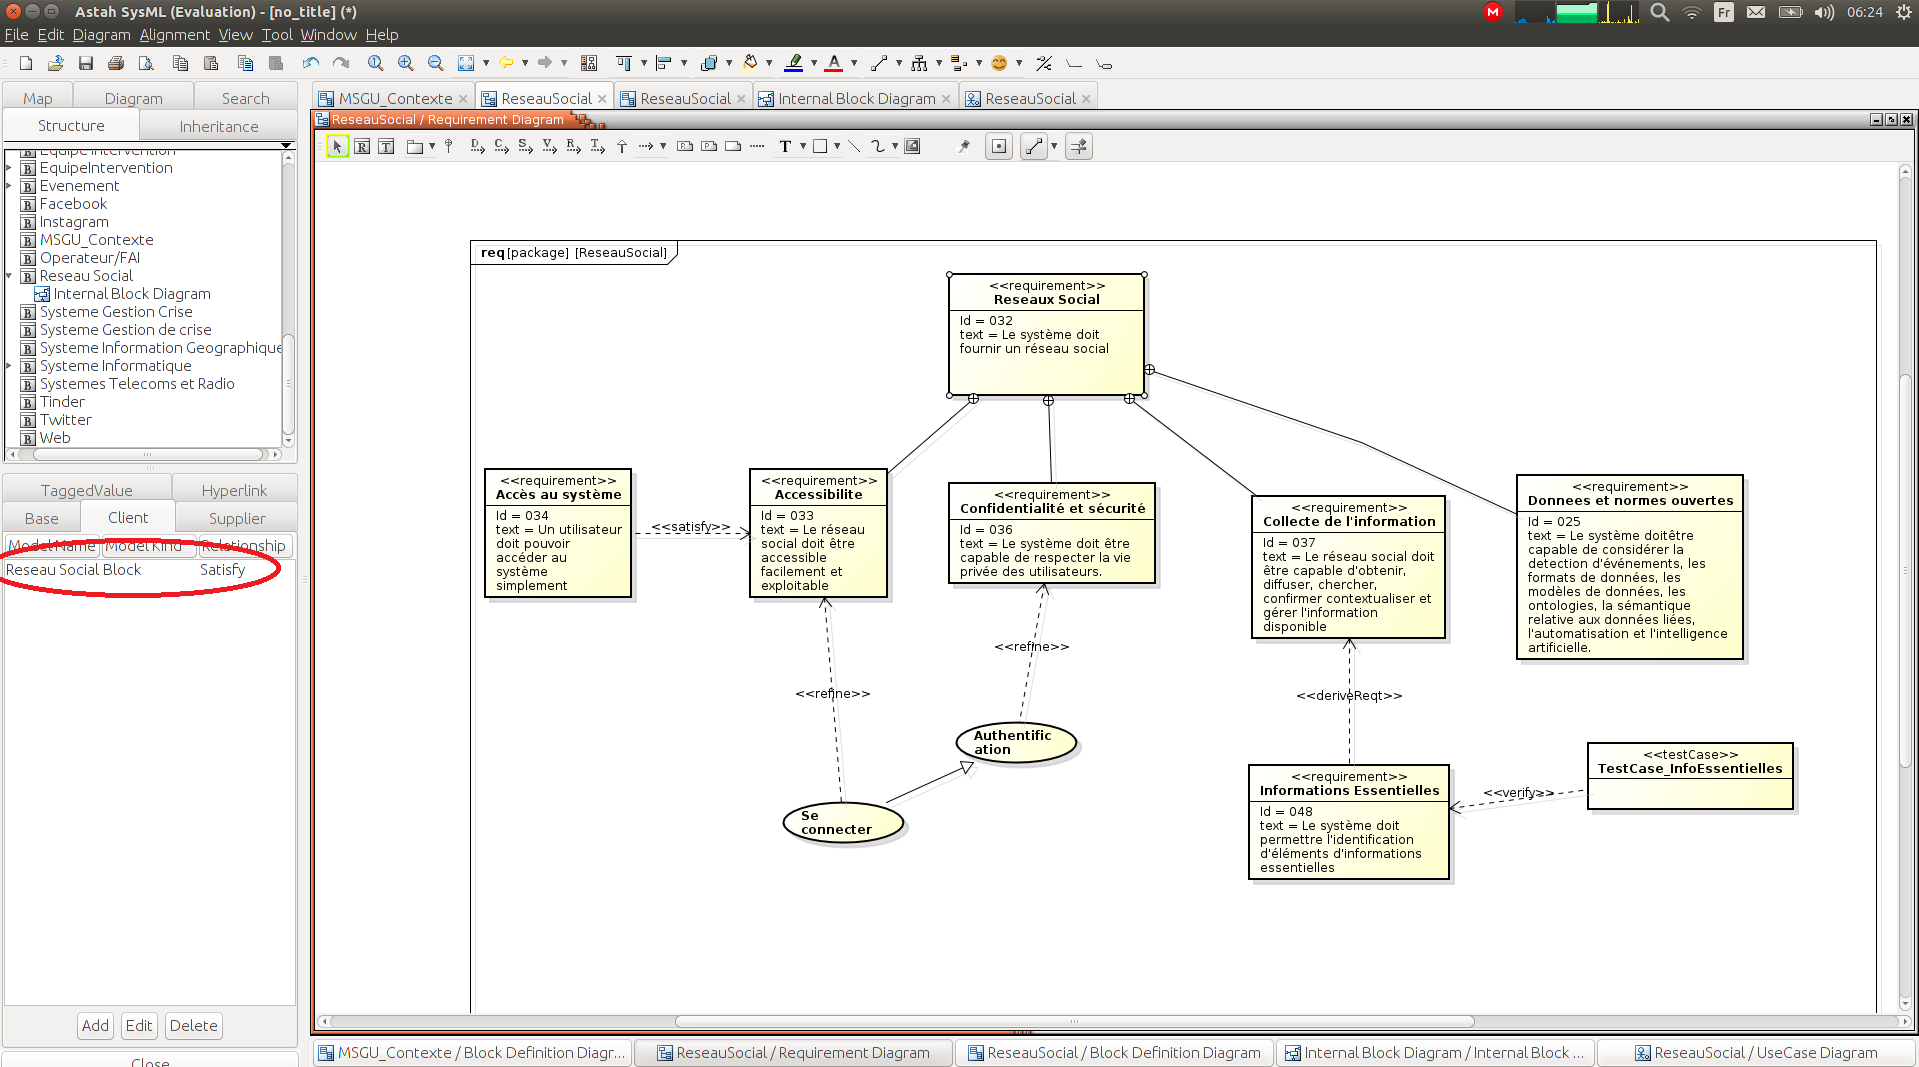 Astah SysML (Evaluation) - [no_title] (*)
Fr
06:24
File Edit Diagram Alignment View Tool Window Help
Map Diagram Search
Structure Inheritance
MSGU_Contexte
ReseauSocial
ReseauSocial
Internal Block Diagram
ReseauSocial
ReseauSocial / Requirement Diagram
EquipeIntervention
Evenement
Facebook
Instagram
MSGU_Contexte
Operateur/FAI
Reseau Social
Internal Block Diagram
Systeme Gestion Crise
Systeme Gestion de crise
Systeme Information Geographique
Systeme Informatique
Systemes Telecoms et Radio
Tinder
Twitter
Web
TaggedValue Hyperlink
Base Client Supplier
Model Name Model Kind Relationship
Reseau Social Block Satisfy
Add Edit Delete
Close
req [package] [ReseauSocial]
<<requirement>>
Reseaux Social
Id = 032
text = Le système doit
fournir un réseau social
<<requirement>>
Accès au système
Id = 034
text = Un utilisateur
doit pouvoir
accéder au
système
simplement
<<satisfy>>
<<requirement>>
Accessibilite
Id = 033
text = Le réseau
social doit être
accessible
facilement et
exploitable
<<requirement>>
Confidentialité et sécurité
Id = 036
text = Le système doit être
capable de respecter la vie
privée des utilisateurs.
<<requirement>>
Collecte de l'information
Id = 037
text = Le réseau social doit
être capable d'obtenir,
diffuser, chercher,
confirmer contextualiser et
gérer l'information
disponible
<<requirement>>
Donnees et normes ouvertes
Id = 025
text = Le système doitêtre
capable de considérer la
detection d'événements, les
formats de données, les
modèles de données, les
ontologies, la sémantique
relative aux données liées,
l'automatisation et l'intelligence
artificielle.
<<refine>>
<<refine>>
<<deriveReqt>>
Authentific
ation
Se
connecter
<<requirement>>
Informations Essentielles
Id = 048
text = Le système doit
permettre l'identification
d'éléments d'informations
essentielles
<<verify>>
<<testCase>>
TestCase_InfoEssentielles
MSGU_Contexte / Block Definition Diagr...
ReseauSocial / Requirement Diagram
ReseauSocial / Block Definition Diagram
Internal Block Diagram / Internal Block ...
ReseauSocial / UseCase Diagram